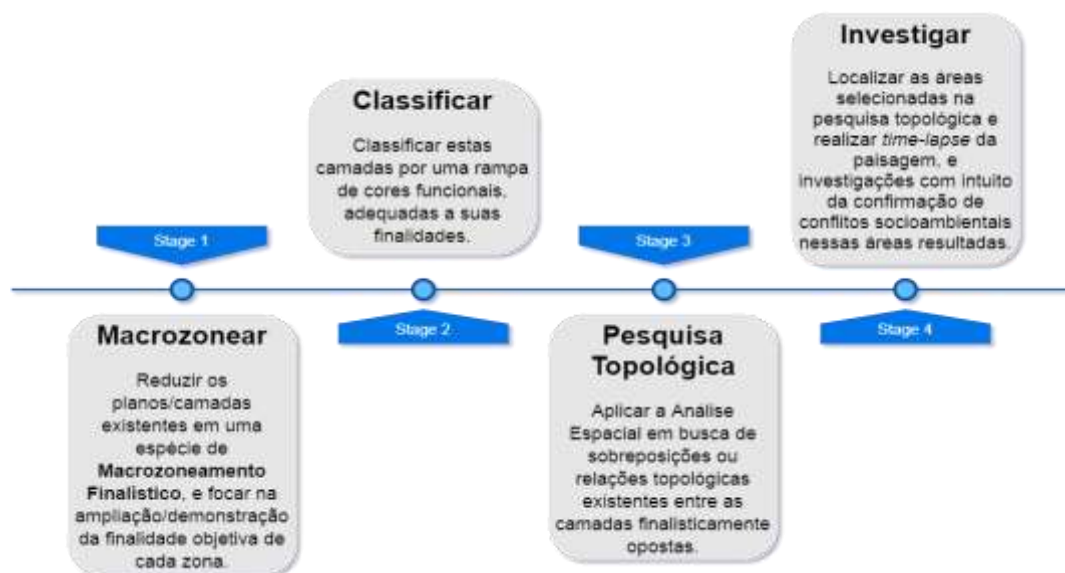 Stage 1
Macrozonear
Reduzir os
planos/camadas
existentes em uma
espécie de
Macrozoneamento
Finalístico, e focar na
ampliação/demonstração
da finalidade objetiva de
cada zona.
Classificar
Classificar estas
camadas por uma rampa
de cores funcionais,
adequadas a suas
finalidades.
Stage 2
Stage 3
Pesquisa
Topológica
Aplicar a Análise
Espacial em busca de
sobreposições ou
relações topológicas
existentes entre as
camadas finalisticamente
opostas.
Investigar
Localizar as áreas
selecionadas na
pesquisa topológica e
realizar time-lapse da
paisagem, e
investigações com intuito
da confirmação de
conflitos socioambientais
nessas áreas resultadas.
Stage 4